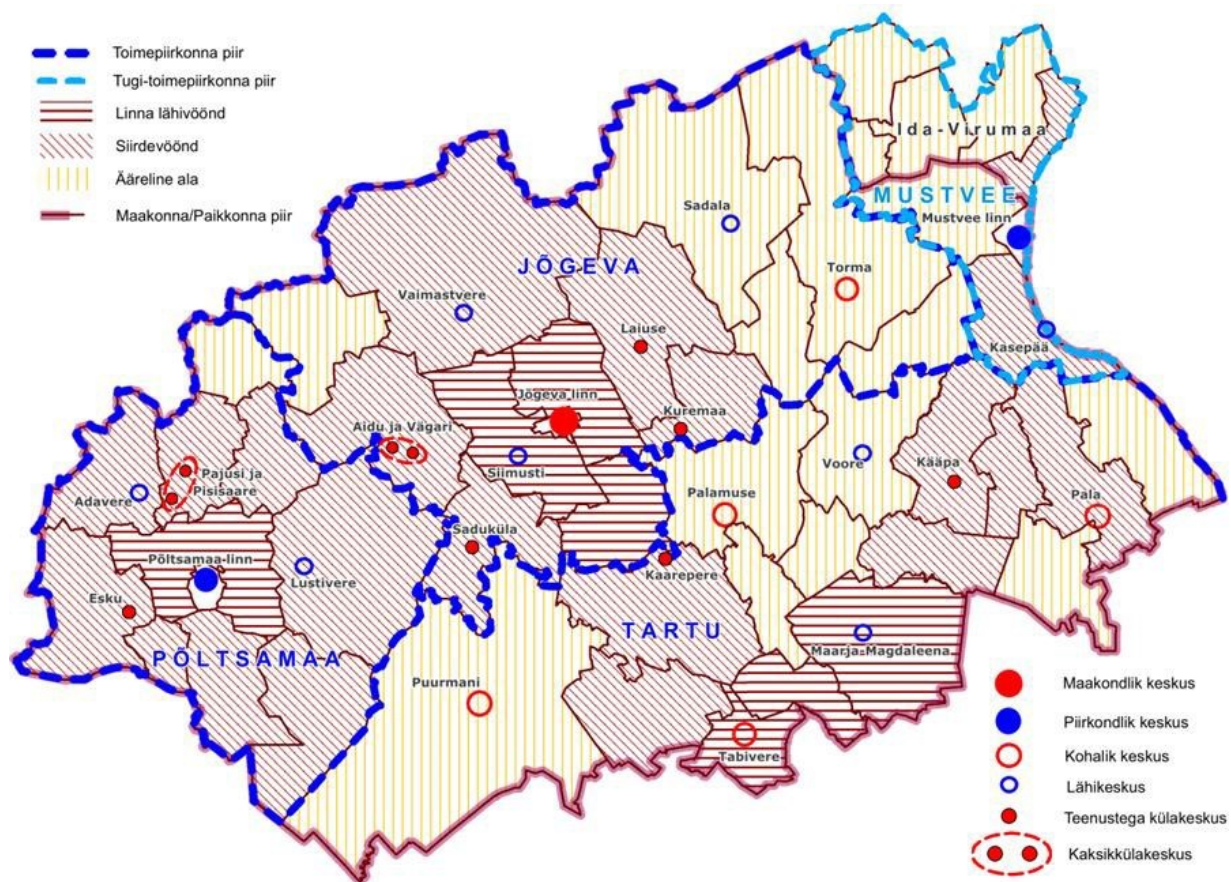 Toimepiirkonna piir
Tugi-toimepiirkonna piir
Linna lähivöönd
Siirdevöönd
Ääreline ala
Maakonna/Paikkonna piir
Ida-Virumaa
MUSTVEE
Mustvee linn
Sadala
JÕGEVA
Torma
Vaimastvere
Laiuse
Kasepää
Jõgeva linn
Kuremaa
Aidu ja Vägari
Siimusti
Voore
Kääpa
Pajusi ja
Pisisaare
Adavere
Palamuse
Pala
Saduküla
Põltsamaa linn
Lustivere
Kaarepere
Esku
TARTU
Maarja-Magdaleena
PÕLTSAMAA
Puurmani
Tabivere
Maakondlik keskus
Piirkondlik keskus
Kohalik keskus
Lähikeskus
Teenustega külakeskus
Kaksikkülakeskus